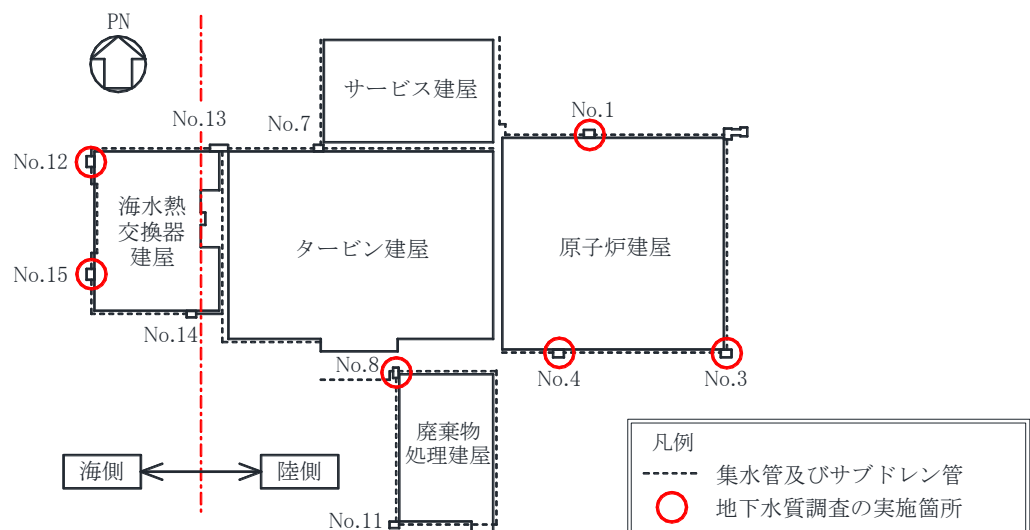 PN
サービス建屋
No.1
No.13
No.7
No.12
海水熱
交換器
建屋
タービン建屋
原子炉建屋
No.15
No.14
No.8
No.4
No.3
廃棄物
処理建屋
海側
陸側
No.11
凡例
集水管及びサブドレン管
地下水質調査の実施箇所